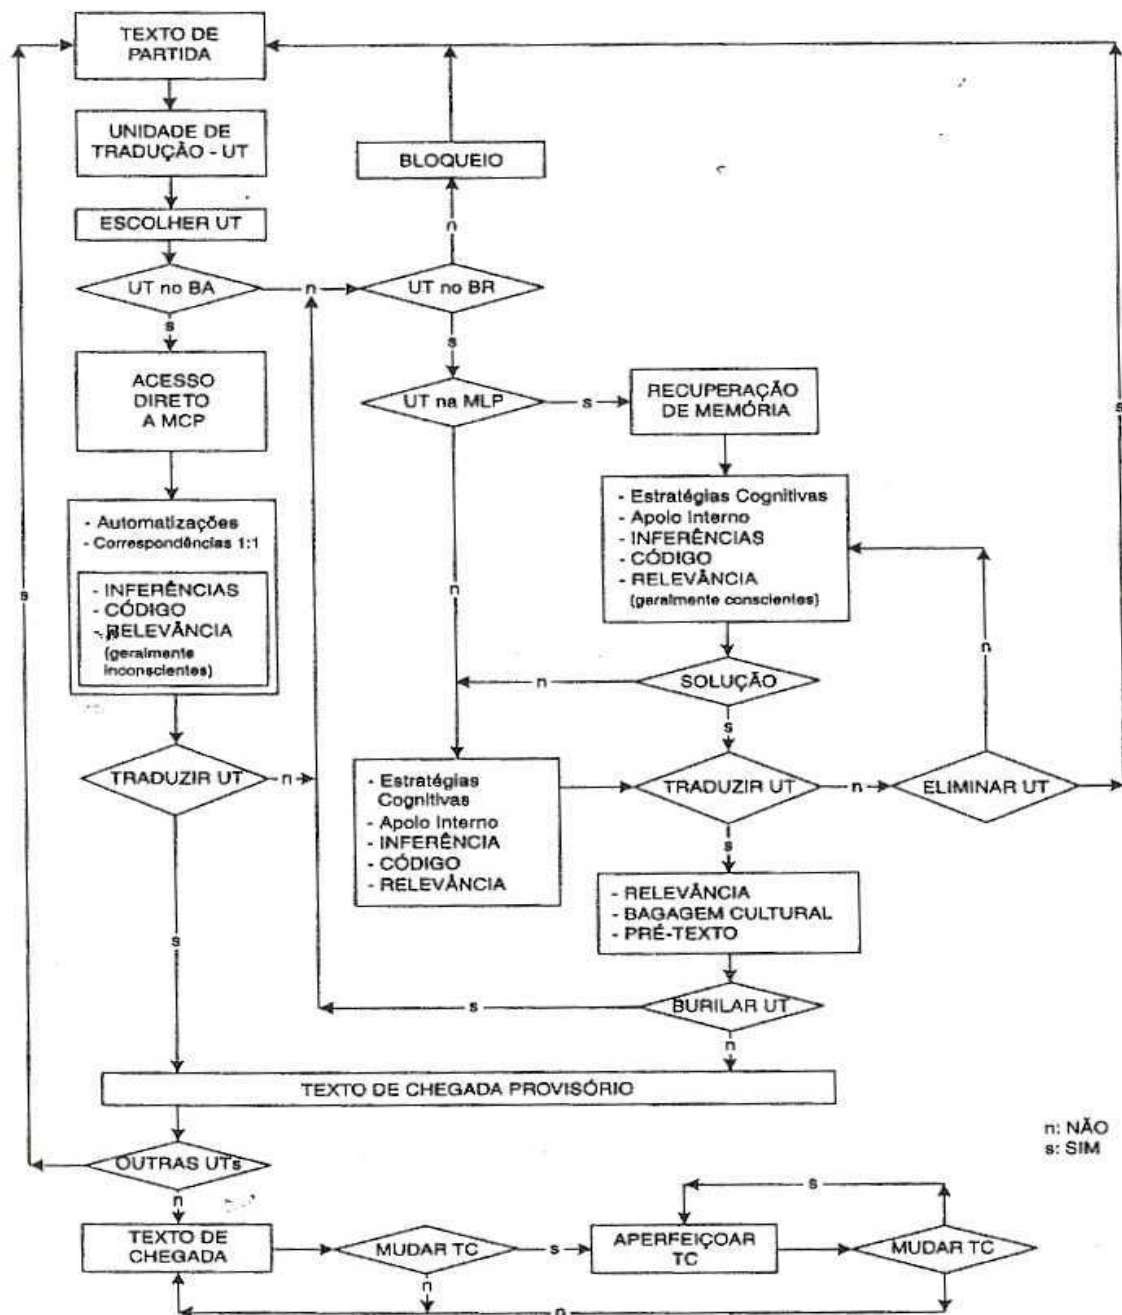 TEXTO DE
PARTIDA
UNIDADE DE
TRADUÇÃO - UT
BLOQUEIO
ESCOLHER UT
n
UT no BA
n
UT no BR
s
s
ACESSO
DIRETO
A MCP
UT na MLP
s
RECUPERAÇÃO
DE MEMÓRIA
s
- Automatizações
- Correspondências 1:1
- INFERÊNCIAS
- CÓDIGO
- RELEVÂNCIA
(geralmente
inconscientes)
- Estratégias Cognitivas
- Apoio Interno
- INFERÊNCIAS
- CÓDIGO
- RELEVÂNCIA
(geralmente conscientes)
s
n
n
n
SOLUÇÃO
s
TRADUZIR UT
n
- Estratégias
Cognitivas
- Apoio Interno
- INFERÊNCIA
- CÓDIGO
- RELEVÂNCIA
TRADUZIR UT
n
ELIMINAR UT
s
- RELEVÂNCIA
- BAGAGEM CULTURAL
- PRÉ-TEXTO
s
s
BURILAR UT
n
TEXTO DE CHEGADA PROVISÓRIO
n: NÃO
s: SIM
OUTRAS UTs
n
s
TEXTO DE
CHEGADA
MUDAR TC
s
APERFEIÇOAR
TC
MUDAR TC
n
n